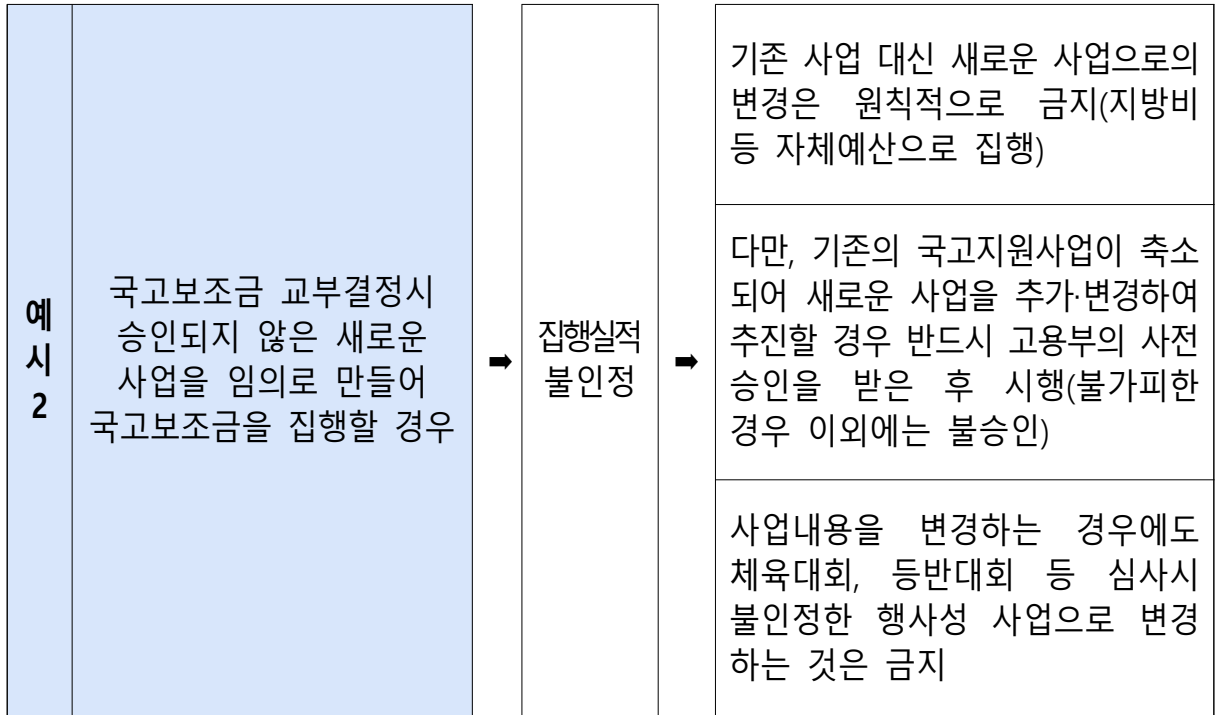 예
시
2
국고보조금 교부결정시
승인되지 않은 새로운
사업을 임의로 만들어
국고보조금을 집행할 경우
➡
집행실적
불인정
➡
기존 사업 대신 새로운 사업으로의
변경은 원칙적으로 금지(지방비
등 자체예산으로 집행)
다만, 기존의 국고지원사업이 축소
되어 새로운 사업을 추가·변경하여
추진할 경우 반드시 고용부의 사전
승인을 받은 후 시행(불가피한
경우 이외에는 불승인)
사업내용을 변경하는 경우에도
체육대회, 등반대회 등 심사시
불인정한 행사성 사업으로 변경
하는 것은 금지